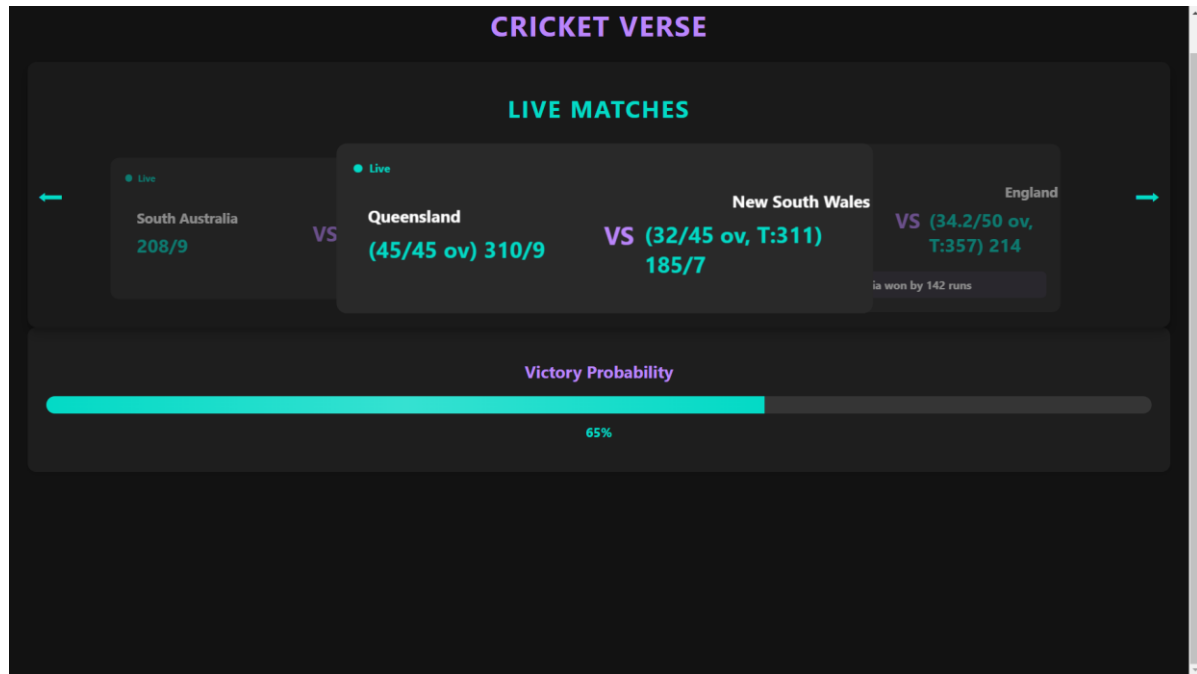 CRICKET VERSE
LIVE MATCHES
Live
South Australia
208/9
VS
Live
Queensland
(45/45 ov) 310/9
VS
New South Wales
(32/45 ov, T:311)
185/7
England
VS
(34.2/50 ov,
T:357) 214
ia won by 142 runs
Victory Probability
65%